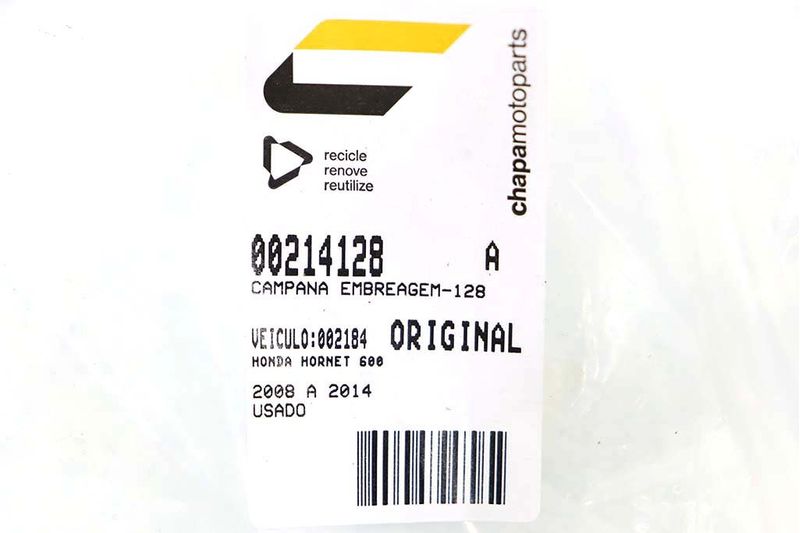 chapamotoparts
recicle
renove
reutilize
00214128 A
CAMPANA EMBREAGEM-128
VEICULO:002184 ORIGINAL
HONDA HORNET 600
2008 A 2014
USADO